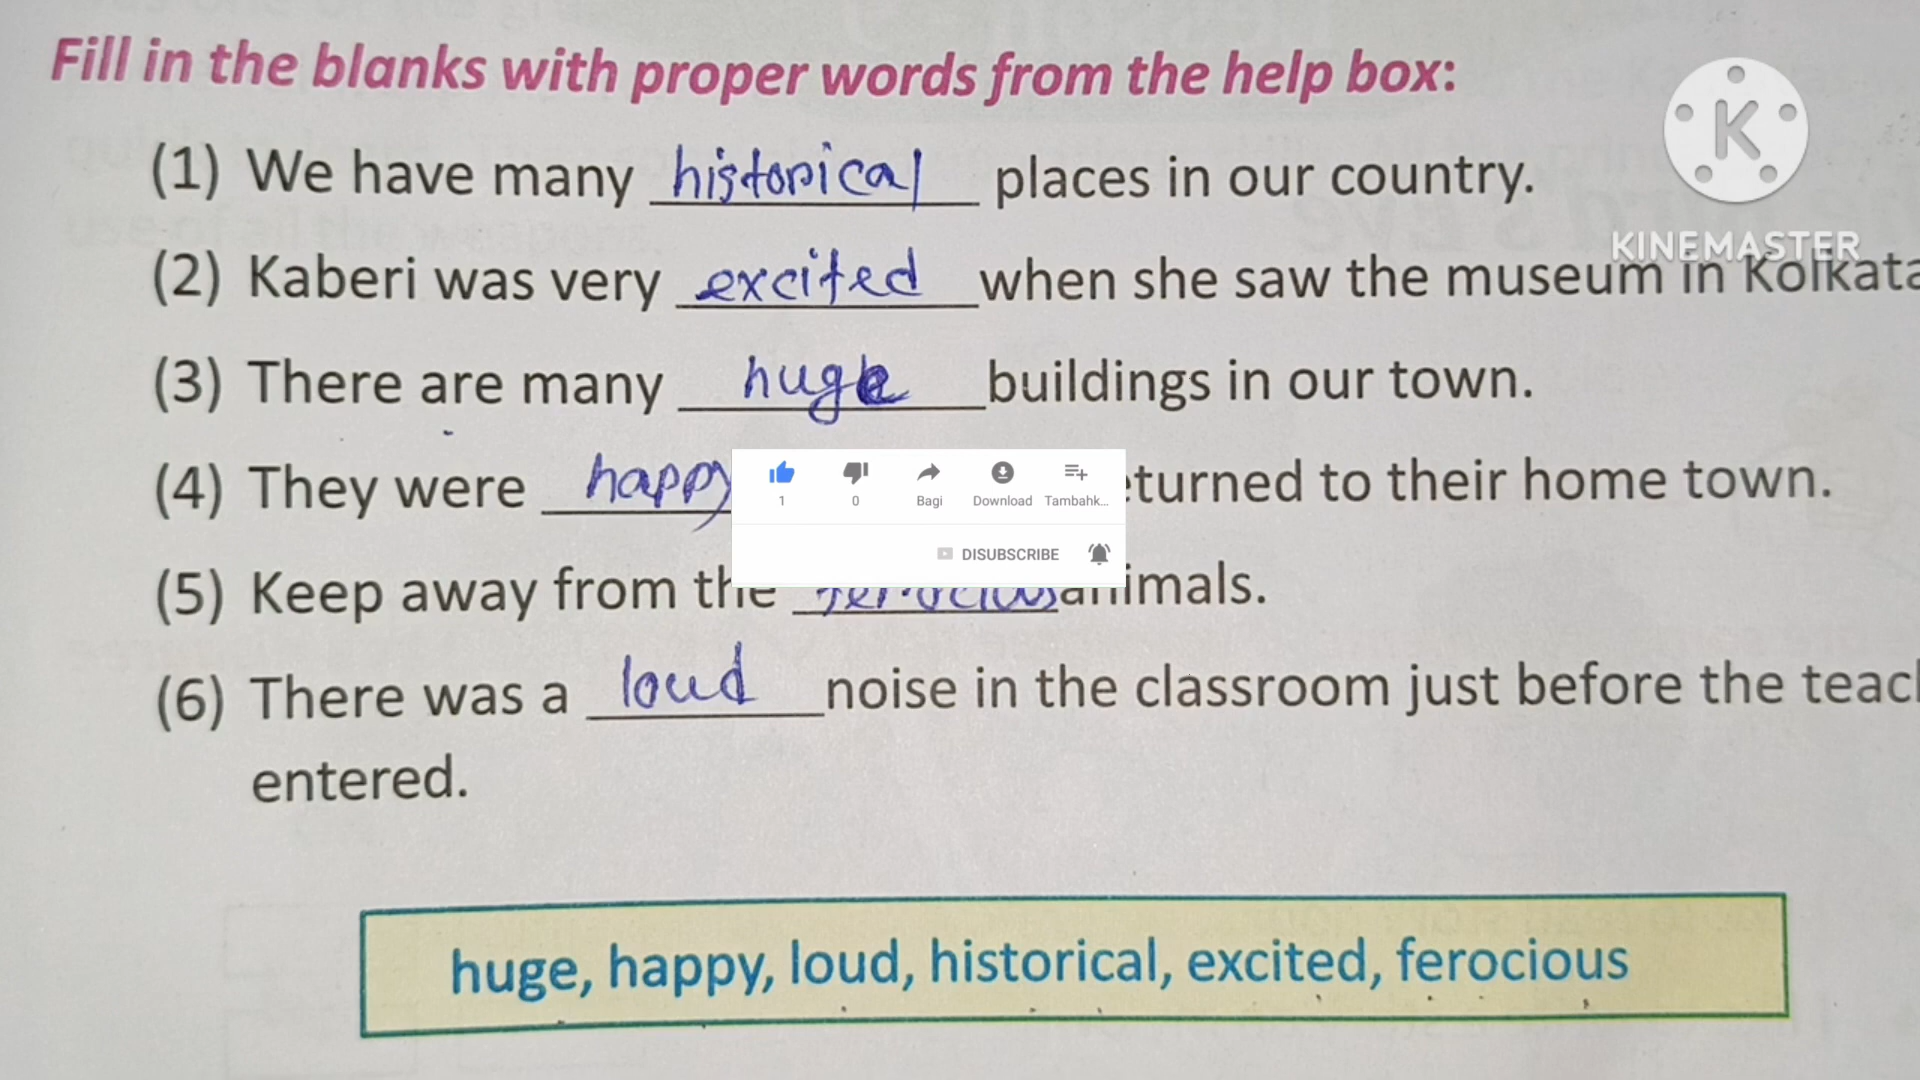 Fill in the blanks with proper words from the help box:
(1) We have many historical places in our country.
KINEMASTER
(2) Kaberi was very excited when she saw the museum in Kolkata
(3) There are many huge buildings in our town.
(4) They were happy eturned to their home town.
1 0 Bagi Download Tambahk...
DISUBSCRIBE
(5) Keep away from the ferocious animals.
(6) There was a loud noise in the classroom just before the teach
entered.
huge, happy, loud, historical, excited, ferocious